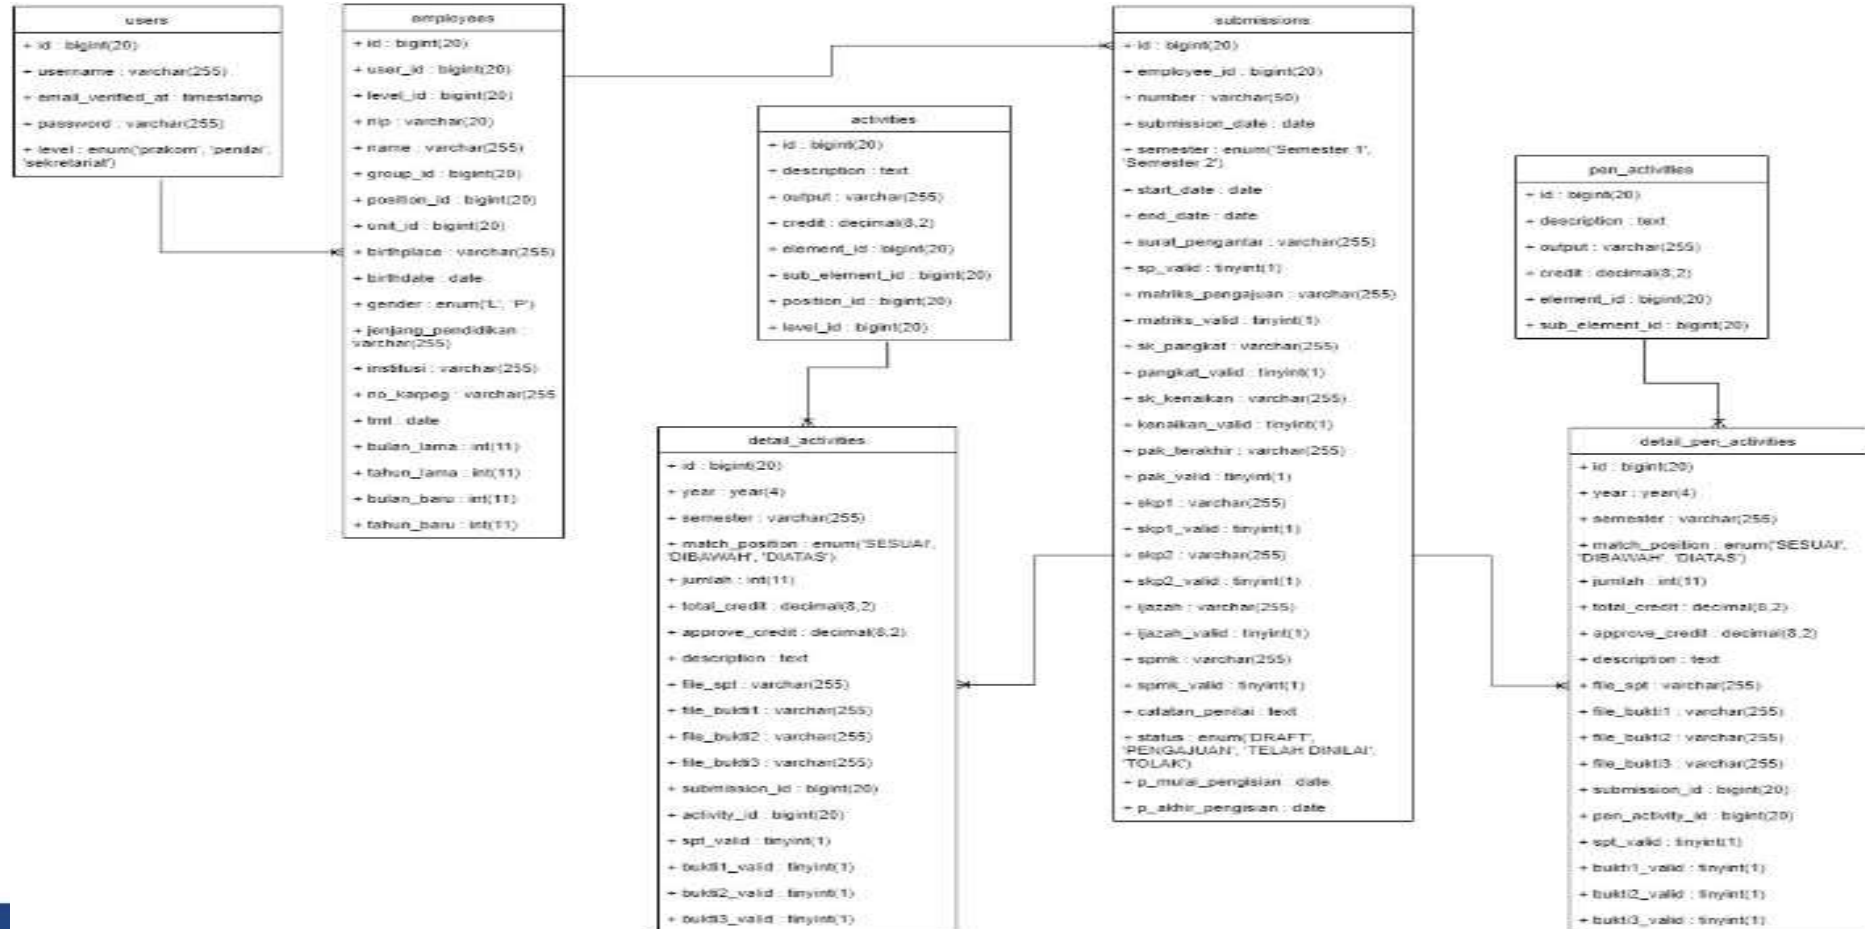 users
+ id : bigint(20)
+ username : varchar(255)
+ email_verified_at : timestamp
+ password : varchar(255)
+ level : enum('prakom', 'penilai',
'sekretariat')
employees
+ id : bigint(20)
+ user_id : bigint(20)
+ level_id : bigint(20)
+ nip : varchar(20)
+ name : varchar(255)
+ group_id : bigint(20)
+ position_id : bigint(20)
+ unit_id : bigint(20)
+ birthplace : varchar(255)
+ birthdate : date
+ gender : enum('L', 'P')
+ jenjang_pendidikan :
varchar(255)
+ institusi : varchar(255)
+ no_karpeg : varchar(255
+ tmt : date
+ bulan_lama : int(11)
+ tahun_lama : int(11)
+ bulan_baru : int(11)
+ tahun_baru : int(11)
activities
+ id : bigint(20)
+ description : text
+ output : varchar(255)
+ credit : decimal(8,2)
+ element_id : bigint(20)
+ sub_element_id : bigint(20)
+ position_id : bigint(20)
+ level_id : bigint(20)
detail_activities
+ id : bigint(20)
+ year : year(4)
+ semester : varchar(255)
+ match_position : enum('SESUAI',
'DIBAWAH', 'DIATAS')
+ jumlah : int(11)
+ total_credit : decimal(8,2)
+ approve_credit : decimal(8,2)
+ description : text
+ file_spt : varchar(255)
+ file_bukti1 : varchar(255)
+ file_bukti2 : varchar(255)
+ file_bukti3 : varchar(255)
+ submission_id : bigint(20)
+ activity_id : bigint(20)
+ spt_valid : tinyint(1)
+ bukti1_valid : tinyint(1)
+ bukti2_valid : tinyint(1)
+ bukti3_valid : tinyint(1)
submissions
+ id : bigint(20)
+ employee_id : bigint(20)
+ number : varchar(50)
+ submission_date : date
+ semester : enum('Semester 1',
'Semester 2')
+ start_date : date
+ end_date : date
+ surat_pengantar : varchar(255)
+ sp_valid : tinyint(1)
+ matriks_pengajuan : varchar(255)
+ matriks_valid : tinyint(1)
+ sk_pangkat : varchar(255)
+ pangkat_valid : tinyint(1)
+ sk_kenaikan : varchar(255)
+ kenaikan_valid : tinyint(1)
+ pak_terakhir : varchar(255)
+ pak_valid : tinyint(1)
+ skp1 : varchar(255)
+ skp1_valid : tinyint(1)
+ skp2 : varchar(255)
+ skp2_valid : tinyint(1)
+ ijazah : varchar(255)
+ ijazah_valid : tinyint(1)
+ spmk : varchar(255)
+ spmk_valid : tinyint(1)
+ catatan_penilai : text
+ status : enum('DRAFT',
'PENGAJUAN', 'TELAH DINILAI',
'TOLAK')
+ p_mulai_pengisian : date
+ p_akhir_pengisian : date
pen_activities
+ id : bigint(20)
+ description : text
+ output : varchar(255)
+ credit : decimal(8,2)
+ element_id : bigint(20)
+ sub_element_id : bigint(20)
detail_pen_activities
+ id : bigint(20)
+ year : year(4)
+ semester : varchar(255)
+ match_position : enum('SESUAI',
'DIBAWAH', 'DIATAS')
+ jumlah : int(11)
+ total_credit : decimal(8,2)
+ approve_credit : decimal(8,2)
+ description : text
+ file_spt : varchar(255)
+ file_bukti1 : varchar(255)
+ file_bukti2 : varchar(255)
+ file_bukti3 : varchar(255)
+ submission_id : bigint(20)
+ pen_activity_id : bigint(20)
+ spt_valid : tinyint(1)
+ bukti1_valid : tinyint(1)
+ bukti2_valid : tinyint(1)
+ bukti3_valid : tinyint(1)